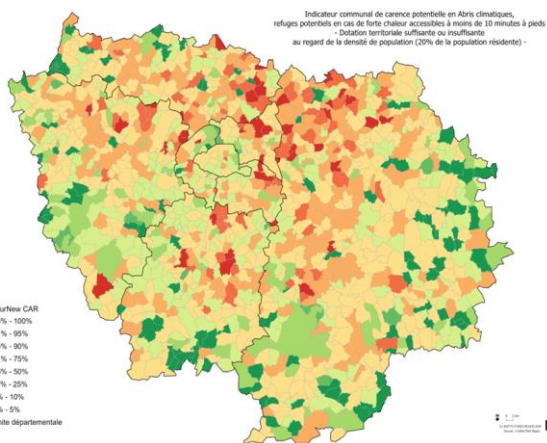 Indicateur communal de carence potentielle en Abris climatiques,
refuges potentiels en cas de forte chaleur accessibles à moins de 10 minutes à pieds
- Dotation territoriale suffisante ou insuffisante
au regard de la densité de population (20% de la population résidente) -
urNew CAR
% - 100%
% - 95%
% - 90%
% - 75%
% - 50%
% - 25%
% - 10%
% - 5%
ite départementale